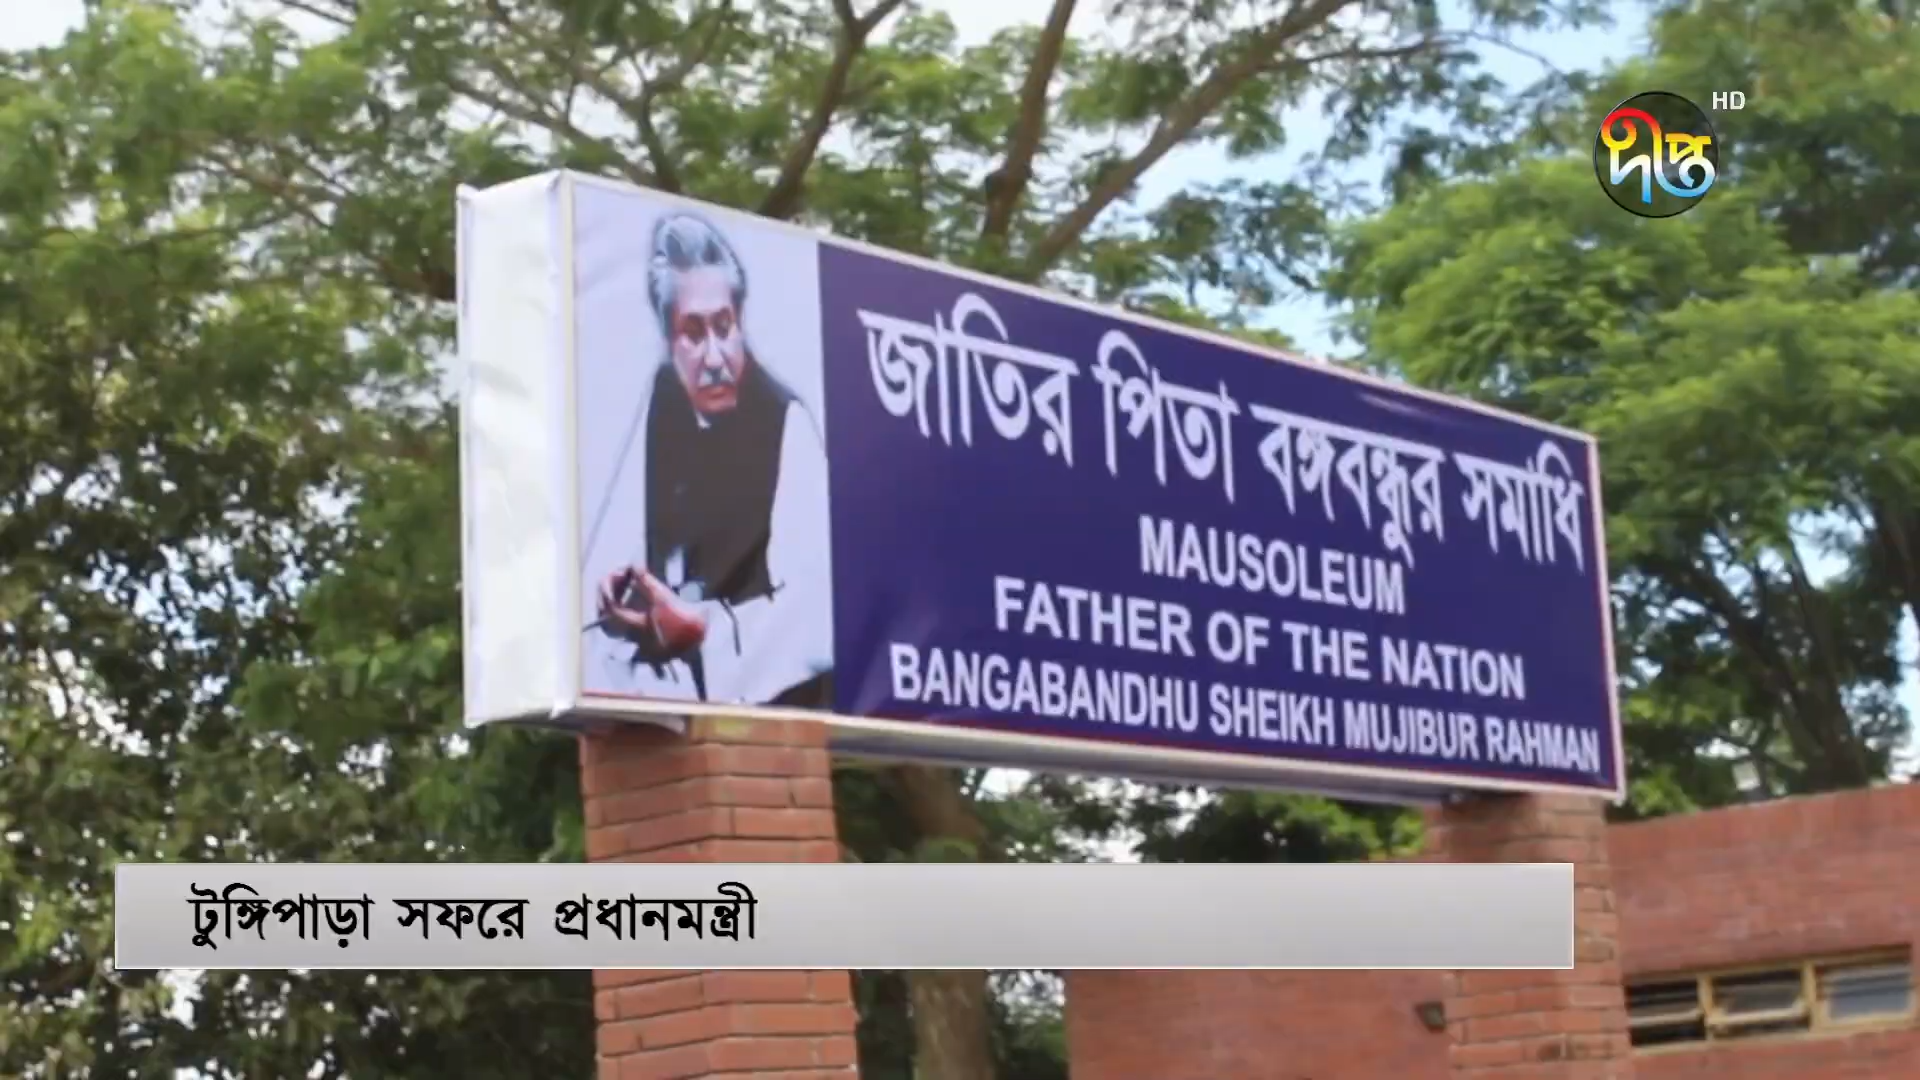 HD
দীপ্ত
জাতির পিতা বঙ্গবন্ধুর সমাধি
MAUSOLEUM
FATHER OF THE NATION
BANGABANDHU SHEIKH MUJIBUR RAHMAN
টুঙ্গিপাড়া সফরে প্রধানমন্ত্রী